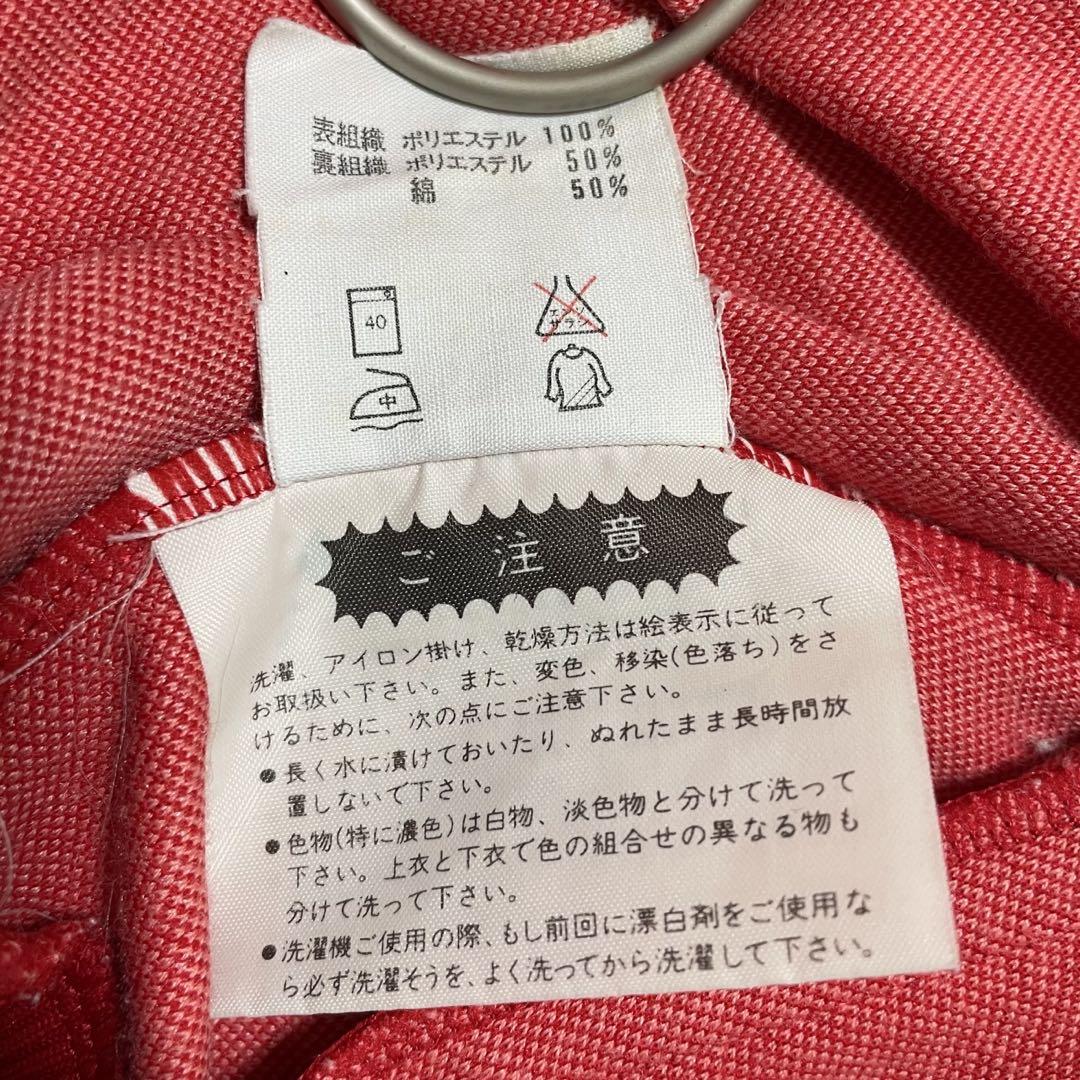 表組織 ポリエステル 100%
裏組織 ポリエステル 50%
綿 50%
40
エンソ
サラシ
中
ご注意
洗濯、アイロン掛け、乾燥方法は絵表示に従って
お取扱い下さい。また、変色、移染(色落ち)をさ
けるために、次の点にご注意下さい。
●長く水に漬けておいたり、ぬれたまま長時間放
置しないで下さい。
●色物(特に濃色)は白物、淡色物と分けて洗って
下さい。上衣と下衣で色の組合せの異なる物も
分けて洗って下さい。
●洗濯機ご使用の際、もし前回に漂白剤をご使用な
ら必ず洗濯そうを、よく洗ってから洗濯して下さい。